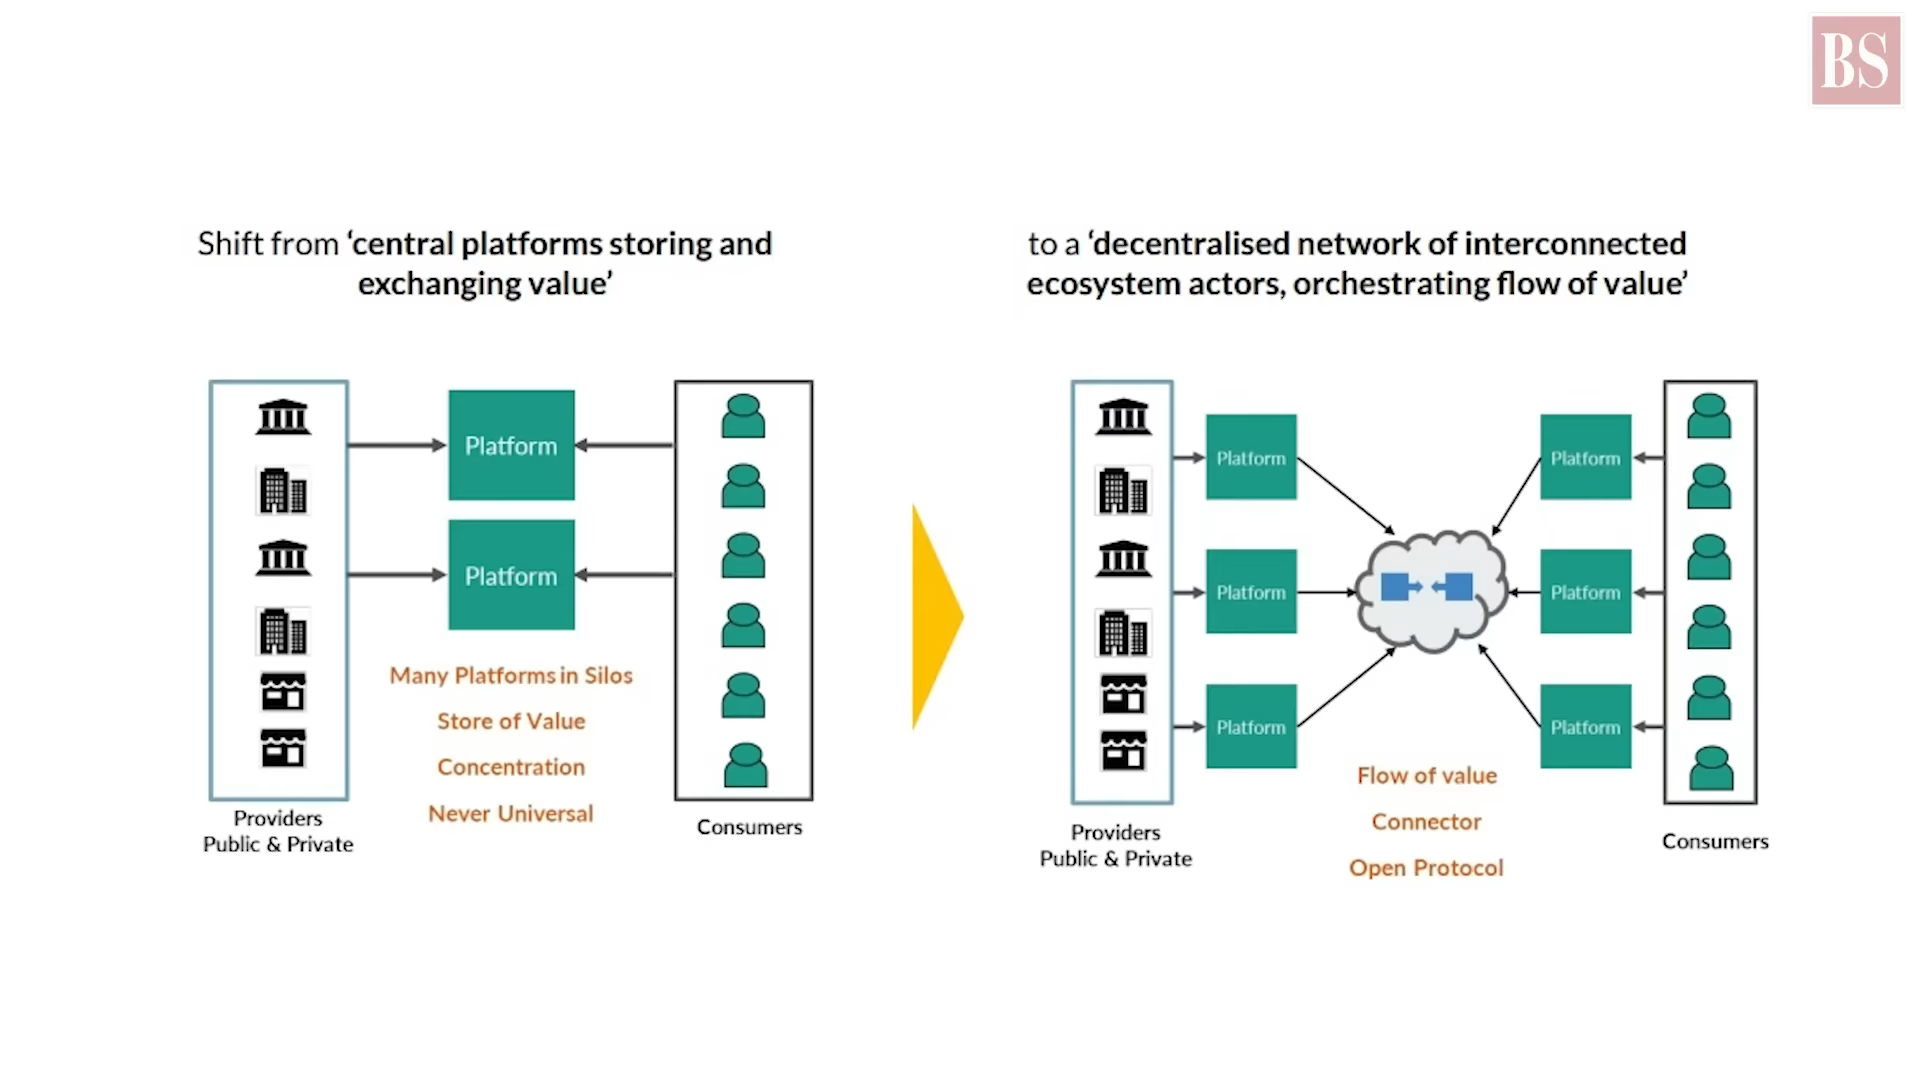 BS
Shift from ‘central platforms storing and
exchanging value’
to a ‘decentralised network of interconnected
ecosystem actors, orchestrating flow of value’
Platform
Platform
Many Platforms in Silos
Store of Value
Concentration
Never Universal
Providers
Public & Private
Consumers
Platform
Platform
Platform
Platform
Platform
Platform
Flow of value
Connector
Open Protocol
Providers
Public & Private
Consumers